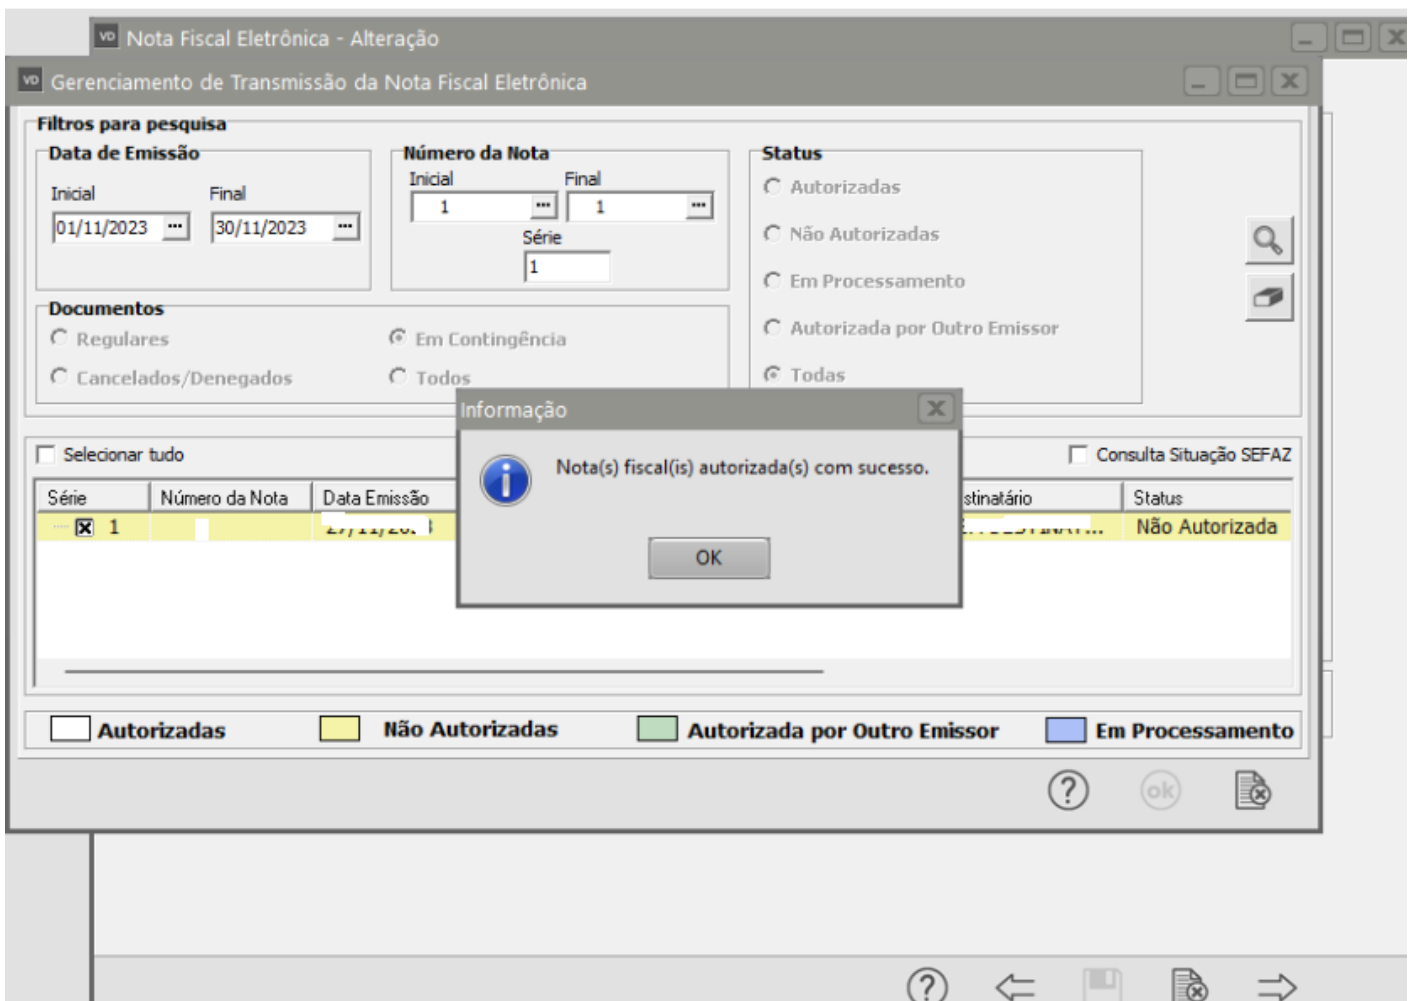 VD Nota Fiscal Eletrônica - Alteração
VD Gerenciamento de Transmissão da Nota Fiscal Eletrônica
Filtros para pesquisa
Data de Emissão
Inicial Final
01/11/2023 ... 30/11/2023 ...
Número da Nota
Inicial Final
1 ... 1 ...
Série
1
Status
Autorizadas
Não Autorizadas
Em Processamento
Autorizada por Outro Emissor
Todas
Documentos
Regulares Em Contingência
Cancelados/Denegados Todos
Informação
Nota(s) fiscal(is) autorizada(s) com sucesso.
OK
Selecionar tudo Consulta Situação SEFAZ
Série Número da Nota Data Emissão stinatário Status
1 Não Autorizada
Autorizadas Não Autorizadas Autorizada por Outro Emissor Em Processamento
? ok
?